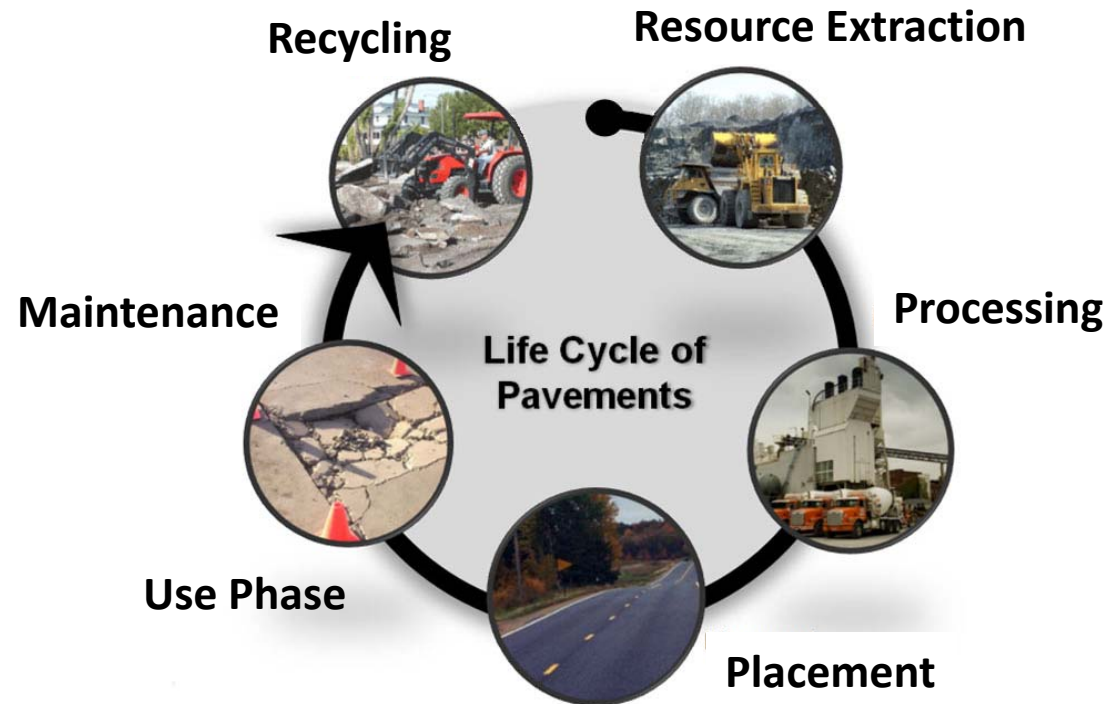 Recycling
Resource Extraction
Maintenance
Processing
Life Cycle of
Pavements
Use Phase
Placement